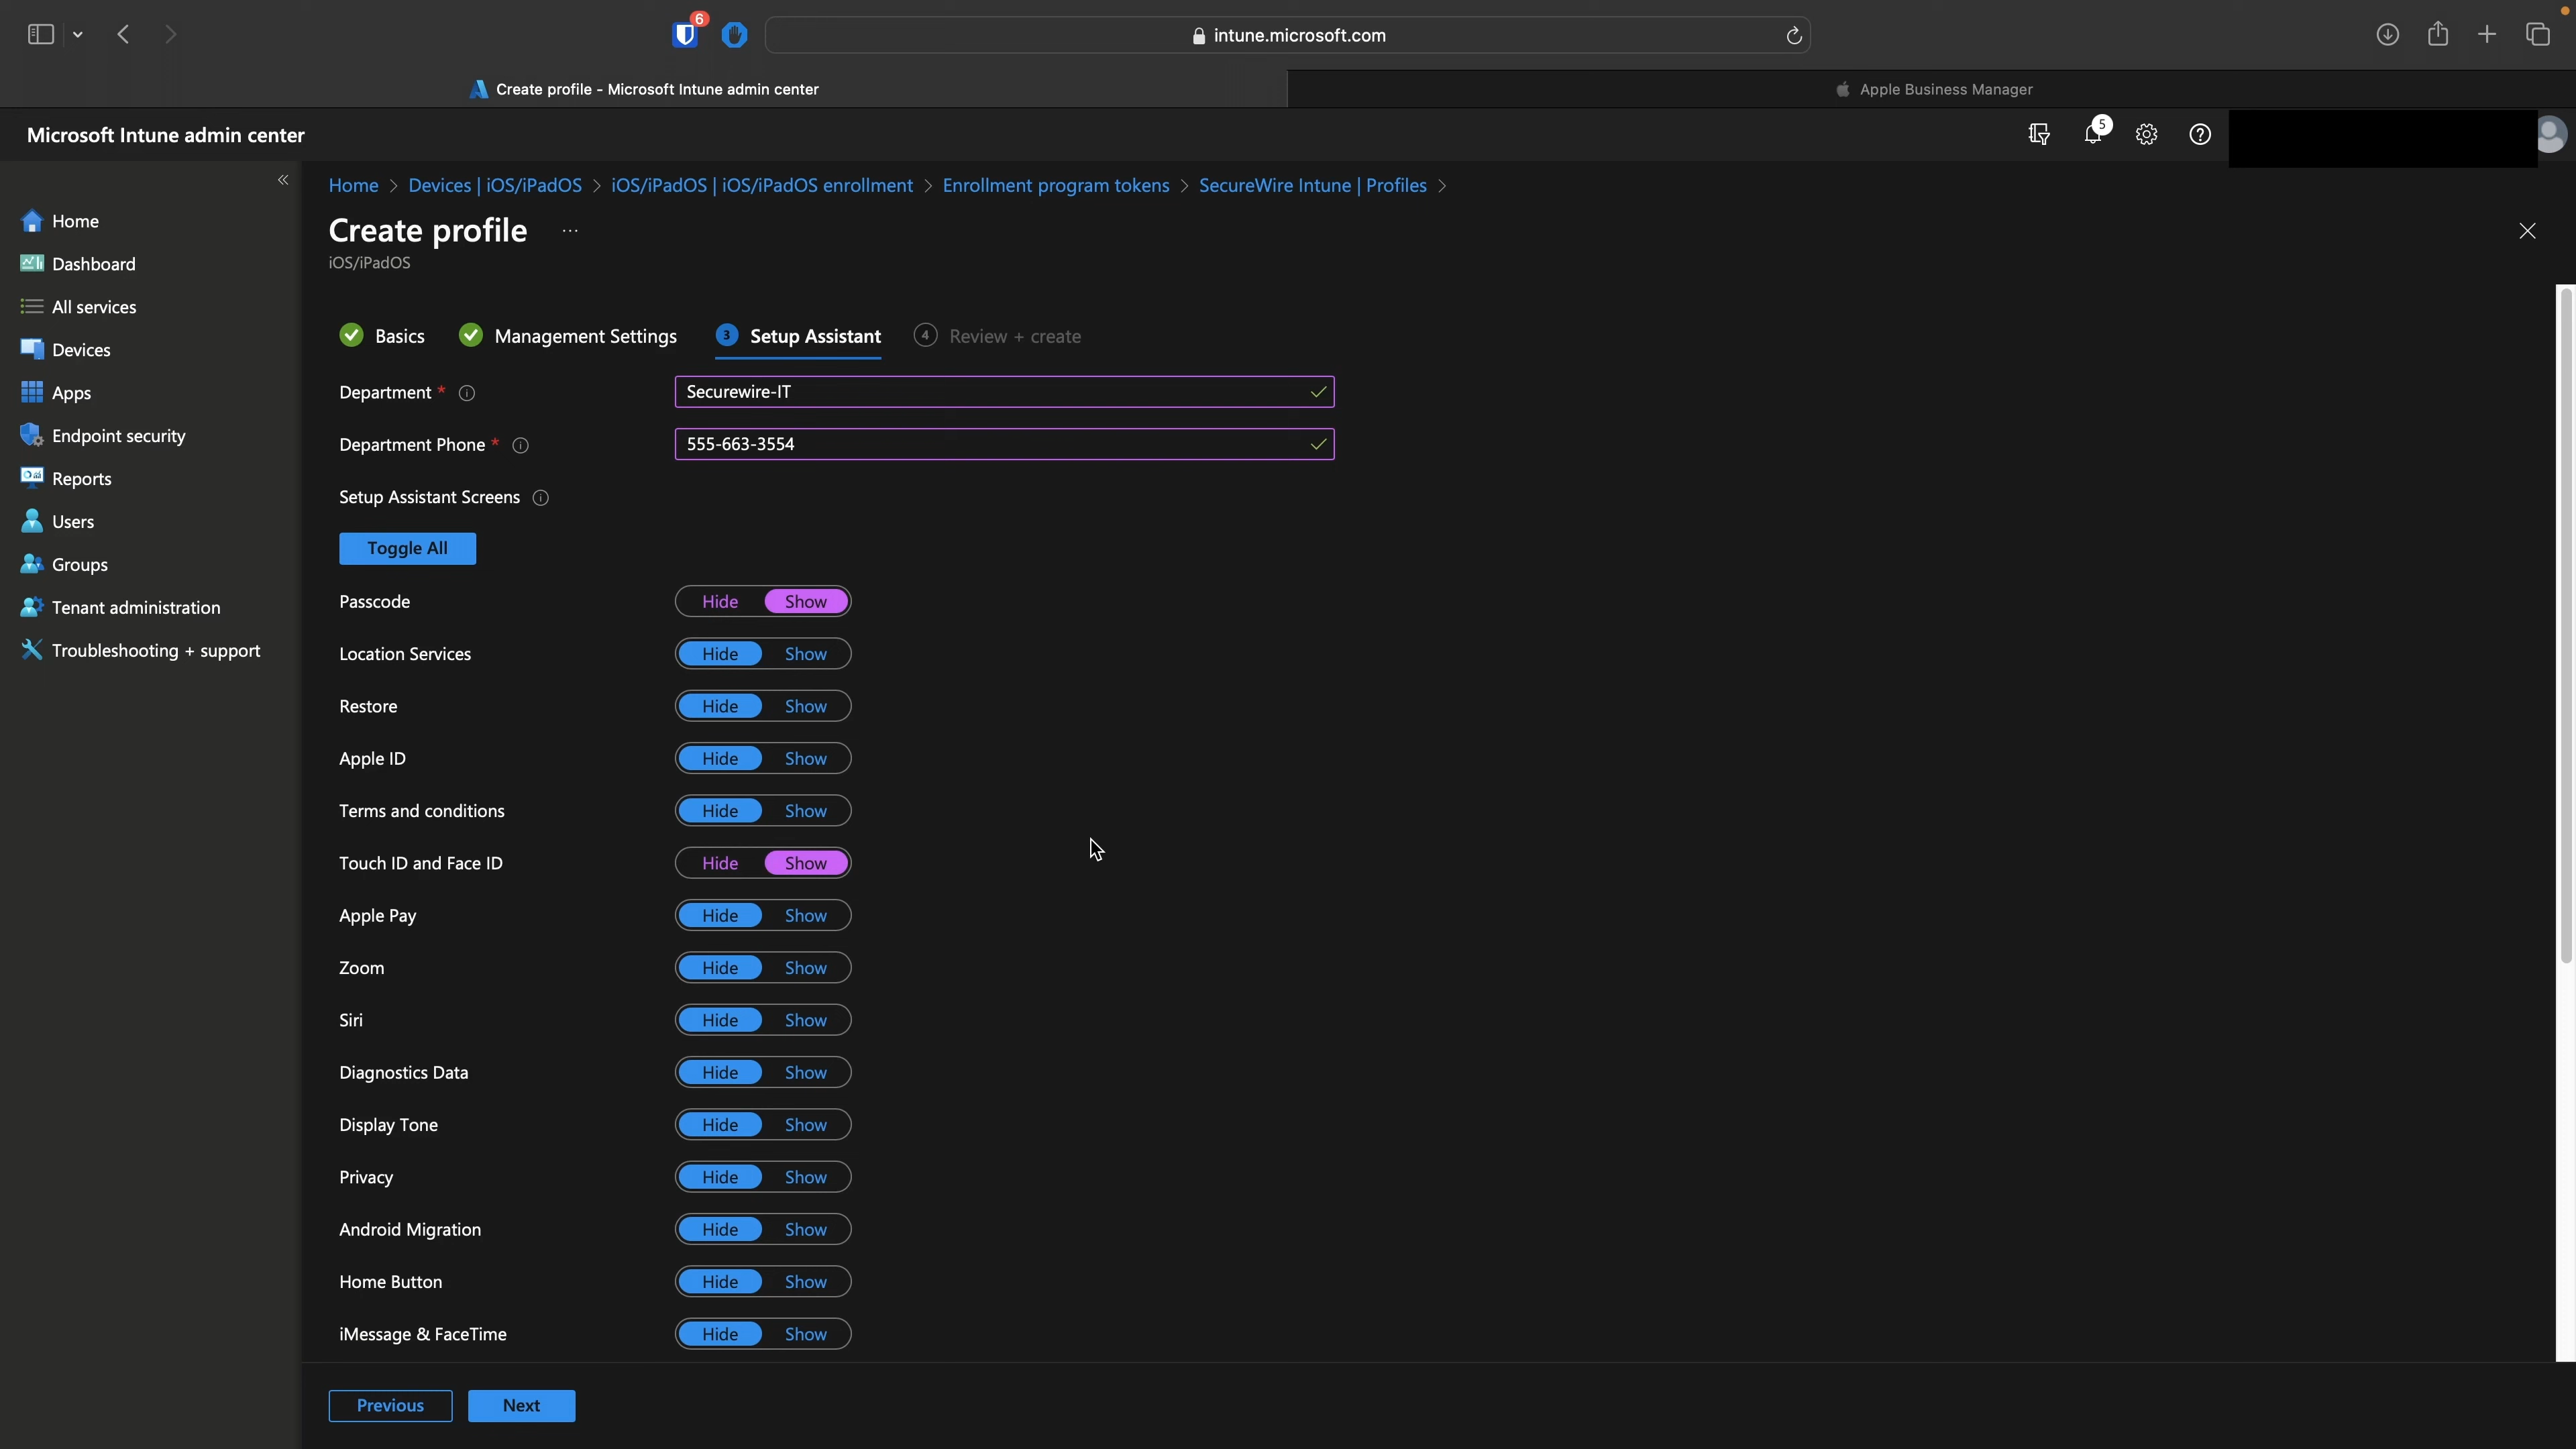 6
intune.microsoft.com
Create profile - Microsoft Intune admin center
Apple Business Manager
Microsoft Intune admin center
5
Home > Devices | iOS/iPadOS > iOS/iPadOS | iOS/iPadOS enrollment > Enrollment program tokens > SecureWire Intune | Profiles >
Home
Dashboard
All services
Devices
Apps
Endpoint security
Reports
Users
Groups
Tenant administration
Troubleshooting + support
Create profile ...
iOS/iPadOS
Basics
Management Settings
3 Setup Assistant
4 Review + create
Department * Securewire-IT
Department Phone * 555-663-3554
Setup Assistant Screens
Toggle All
Passcode Hide Show
Location Services Hide Show
Restore Hide Show
Apple ID Hide Show
Terms and conditions Hide Show
Touch ID and Face ID Hide Show
Apple Pay Hide Show
Zoom Hide Show
Siri Hide Show
Diagnostics Data Hide Show
Display Tone Hide Show
Privacy Hide Show
Android Migration Hide Show
Home Button Hide Show
iMessage & FaceTime Hide Show
Previous Next